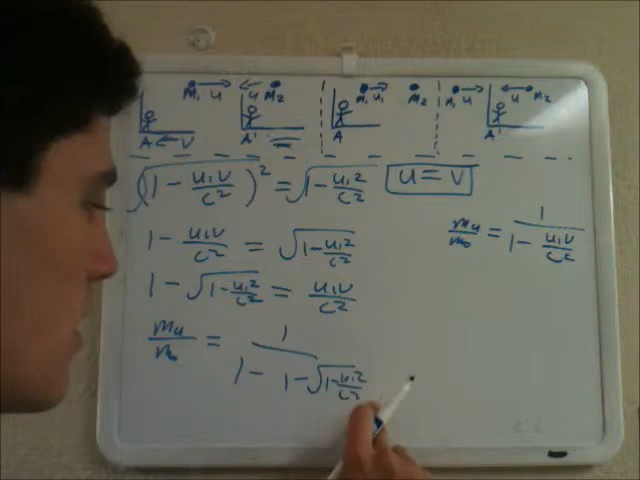 m₁ u u m₂ m₁ u₁ m₂ m₁ u u m₂
A ← v A' A A'
√(1 - u₁v/c²)² = √1 - u₁²/c² u = v
mu/m₀ = 1/(1 - u₁v/c²)
1 - u₁v/c² = √1 - u₁²/c²
1 - √1 - u₁²/c² = u₁v/c²
mu/m₀ = 1/(1 - 1 - √1 - u₁²/c²)